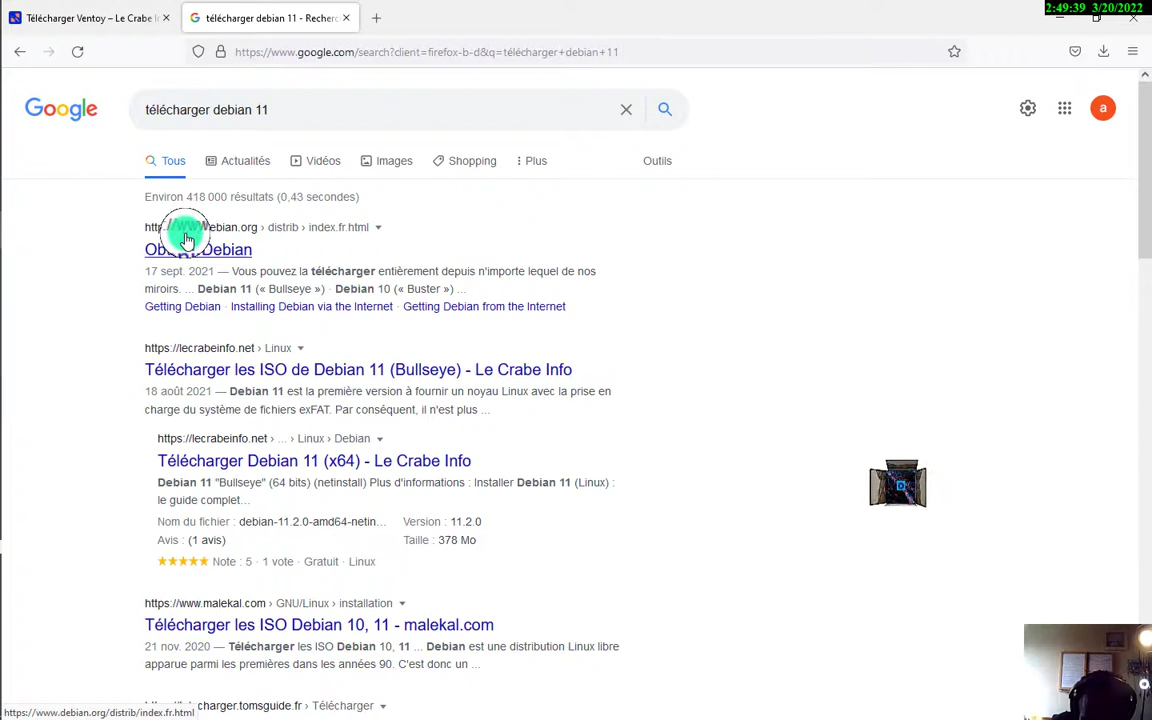 2:49:39 3/20/2022
Télécharger Ventoy – Le Crabe In
télécharger debian 11 - Recherc
https://www.google.com/search?client=firefox-b-d&q=télécharger+debian+11
Google
télécharger debian 11
a
Tous
Actualités
Vidéos
Images
Shopping
Plus
Outils
Environ 418 000 résultats (0,43 secondes)
ebian.org › distrib › index.fr.html
Debian
17 sept. 2021 — Vous pouvez la télécharger entièrement depuis n'importe lequel de nos
miroirs. ... Debian 11 (« Bullseye ») · Debian 10 (« Buster ») ...
Getting Debian · Installing Debian via the Internet · Getting Debian from the Internet
https://lecrabeinfo.net › Linux
Télécharger les ISO de Debian 11 (Bullseye) - Le Crabe Info
18 août 2021 — Debian 11 est la première version à fournir un noyau Linux avec la prise en
charge du système de fichiers exFAT. Par conséquent, il n'est plus ...
https://lecrabeinfo.net › ... › Linux › Debian
Télécharger Debian 11 (x64) - Le Crabe Info
Debian 11 "Bullseye" (64 bits) (netinstall) Plus d'informations : Installer Debian 11 (Linux) :
le guide complet...
Nom du fichier : debian-11.2.0-amd64-netin... Version : 11.2.0
Avis : (1 avis) Taille : 378 Mo
Note : 5 · 1 vote · Gratuit · Linux
https://www.malekal.com › GNU/Linux › installation
Télécharger les ISO Debian 10, 11 - malekal.com
21 nov. 2020 — Télécharger les ISO Debian 10, 11 ... Debian est une distribution Linux libre
apparue parmi les premières dans les années 90. C'est donc un ...
charger.tomsguide.fr › Télécharger
https://www.debian.org/distrib/index.fr.html